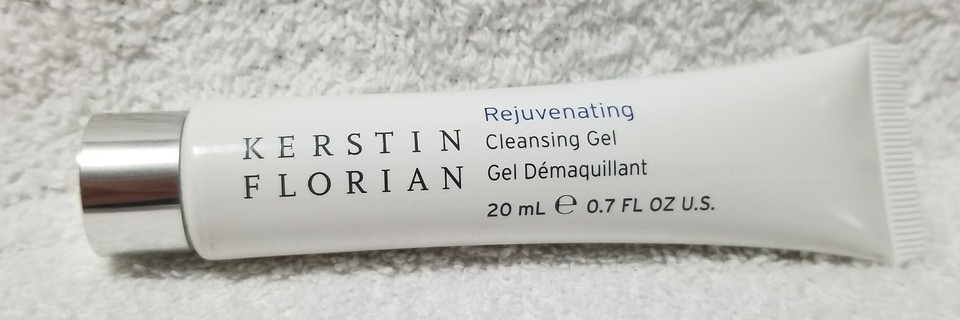 KERSTIN
FLORIAN
Rejuvenating
Cleansing Gel
Gel Démaquillant
20 mL ℮ 0.7 FL OZ U.S.